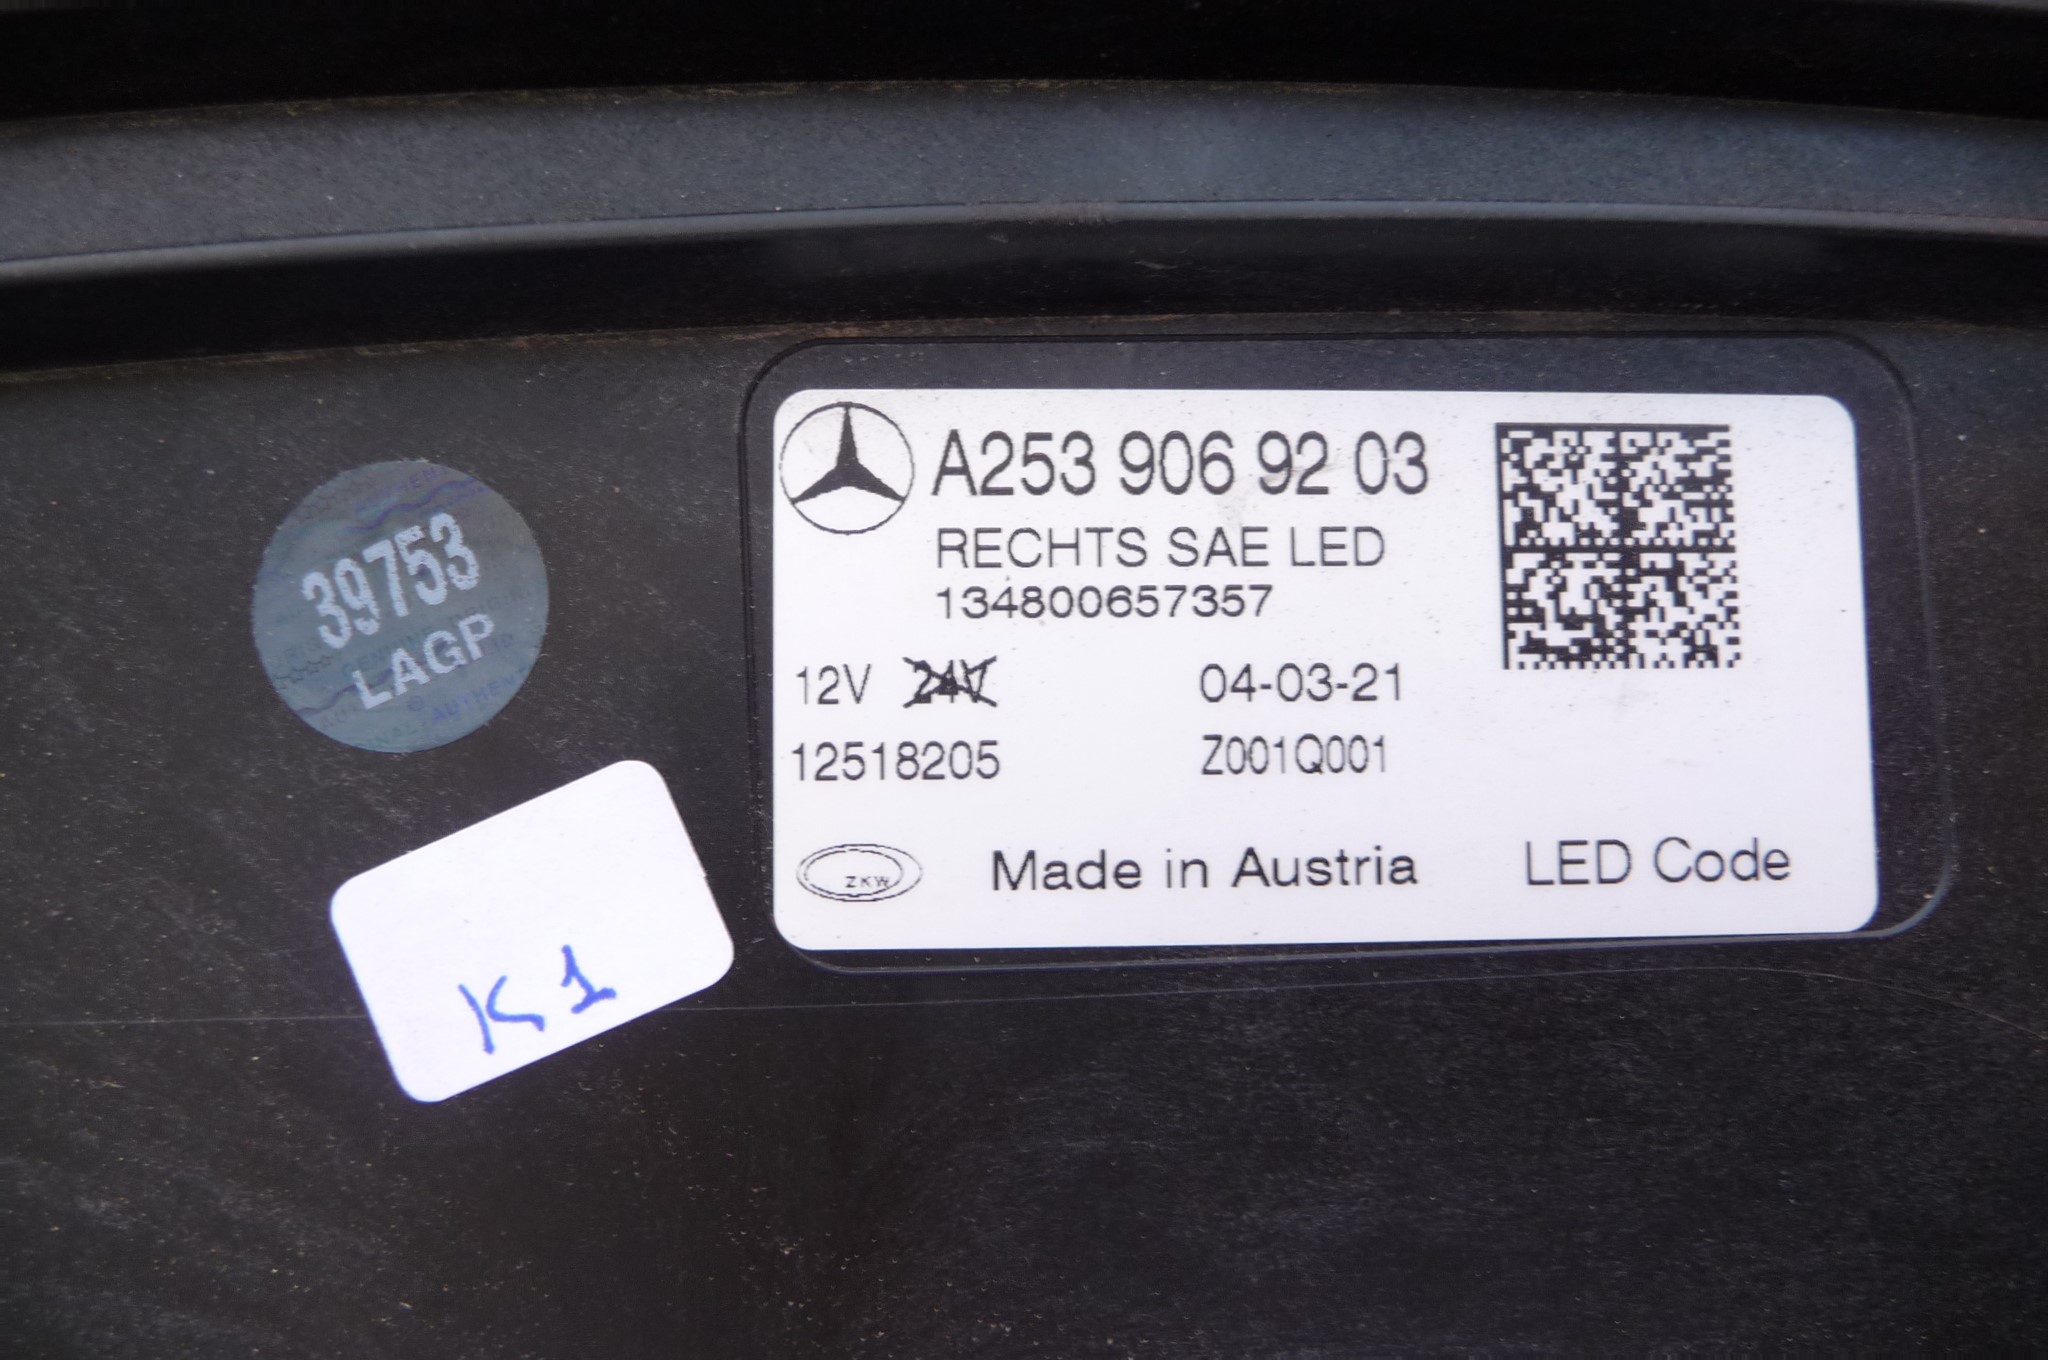 A253 906 92 03
RECHTS SAE LED
134800657357
12V 24V 04-03-21
12518205 Z001Q001
ZKW Made in Austria LED Code
39753
LAGP
K1